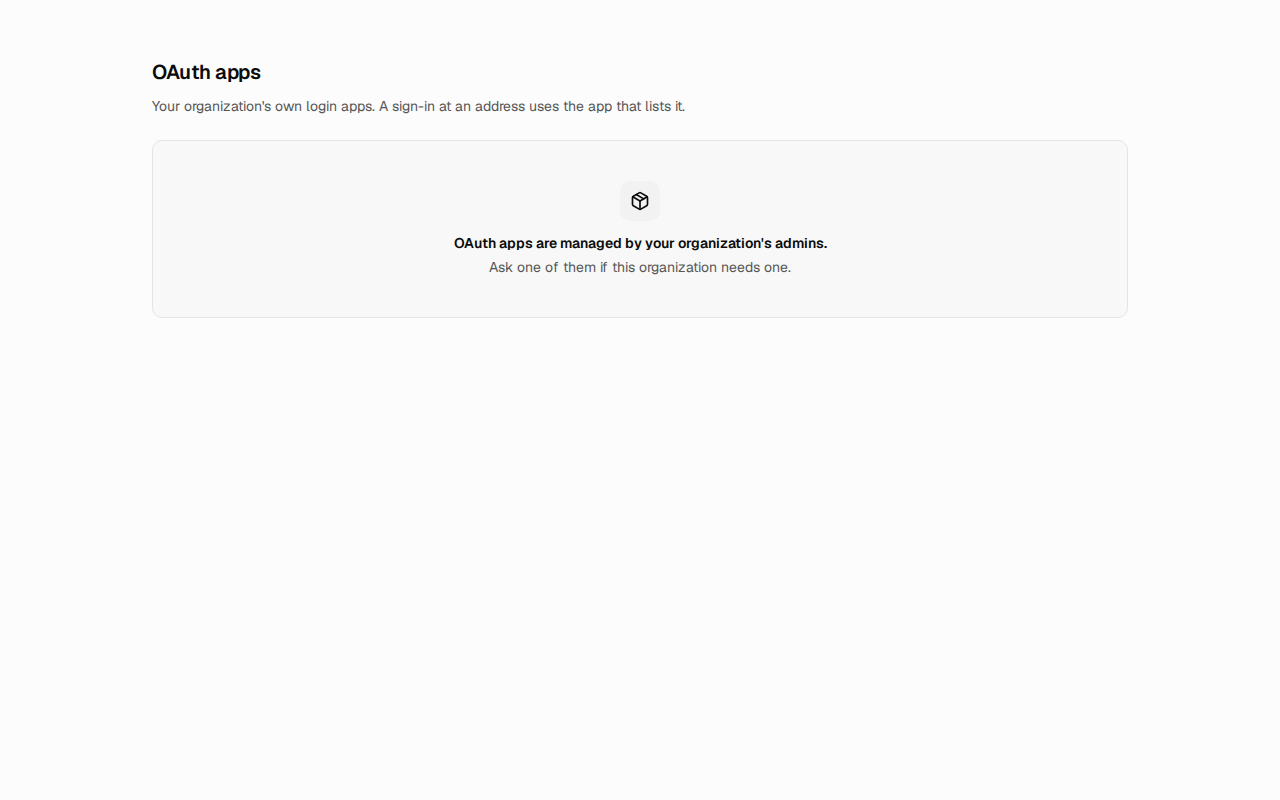 OAuth apps
Your organization's own login apps. A sign-in at an address uses the app that lists it.
OAuth apps are managed by your organization's admins.
Ask one of them if this organization needs one.